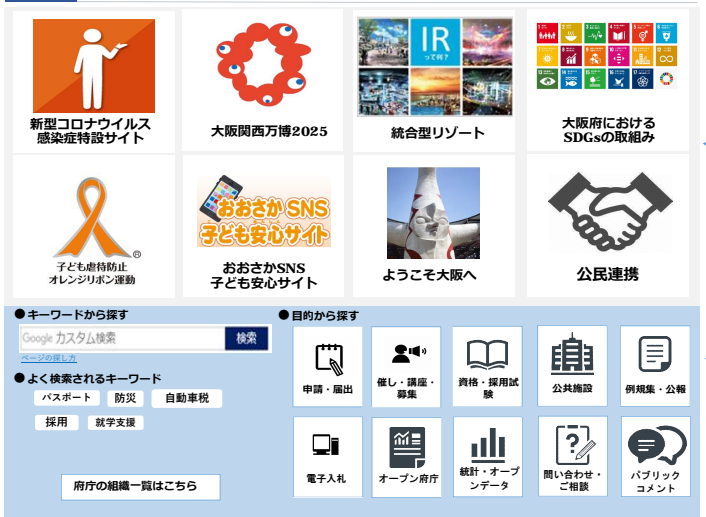 新型コロナウイルス
感染症特設サイト
大阪関西万博2025
IR
って何?
統合型リゾート
大阪府における
SDGsの取組み
®
子ども虐待防止
オレンジリボン運動
おおさかSNS
子ども安心サイト
おおさかSNS
子ども安心サイト
ようこそ大阪へ
公民連携
●キーワードから探す
Google カスタム検索
検索
ページの探し方
●よく検索されるキーワード
パスポート
防災
自動車税
採用
就学支援
府庁の組織一覧はこちら
●目的から探す
申請・届出
催し・講座・
募集
資格・採用試
験
公共施設
例規集・公報
電子入札
オープン府庁
統計・オープ
ンデータ
問い合わせ・
ご相談
パブリック
コメント